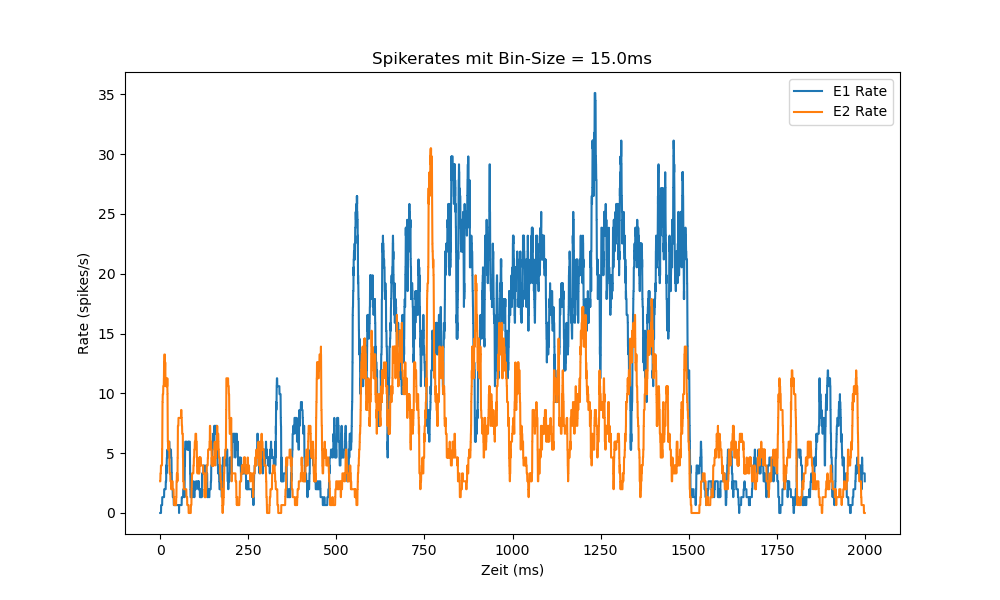 Spikerates mit Bin-Size = 15.0ms
E1 Rate
E2 Rate
Rate (spikes/s)
35
30
25
20
15
10
5
0
0 250 500 750 1000 1250 1500 1750 2000
Zeit (ms)